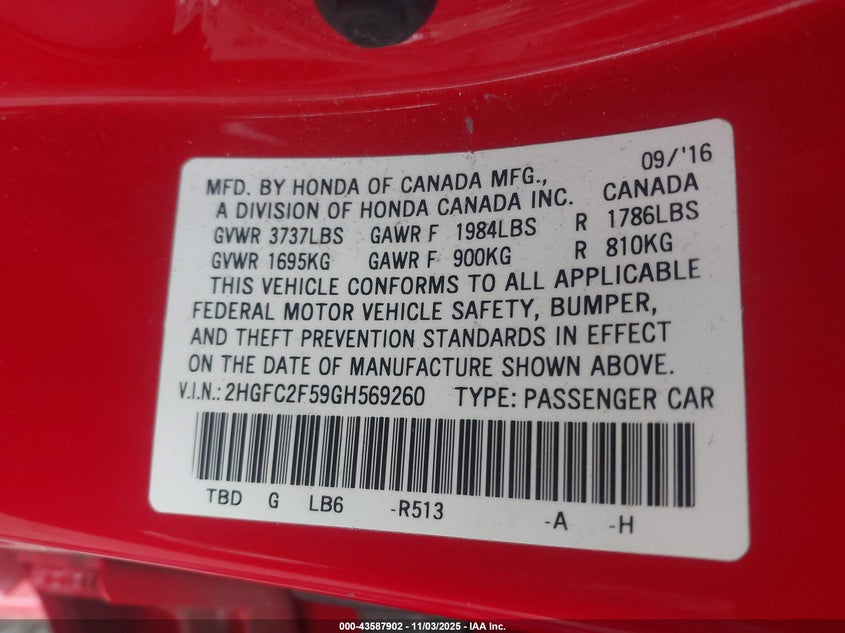 09/'16
MFD. BY HONDA OF CANADA MFG., CANADA
A DIVISION OF HONDA CANADA INC.
GVWR 3737LBS GAWR F 1984LBS R 1786LBS
GVWR 1695KG GAWR F 900KG R 810KG
THIS VEHICLE CONFORMS TO ALL APPLICABLE
FEDERAL MOTOR VEHICLE SAFETY, BUMPER,
AND THEFT PREVENTION STANDARDS IN EFFECT
ON THE DATE OF MANUFACTURE SHOWN ABOVE.
V.I.N.: 2HGFC2F59GH569260 TYPE: PASSENGER CAR
TBD G LB6 -R513 -A -H
000-43587902 - 11/03/2025 - IAA Inc.